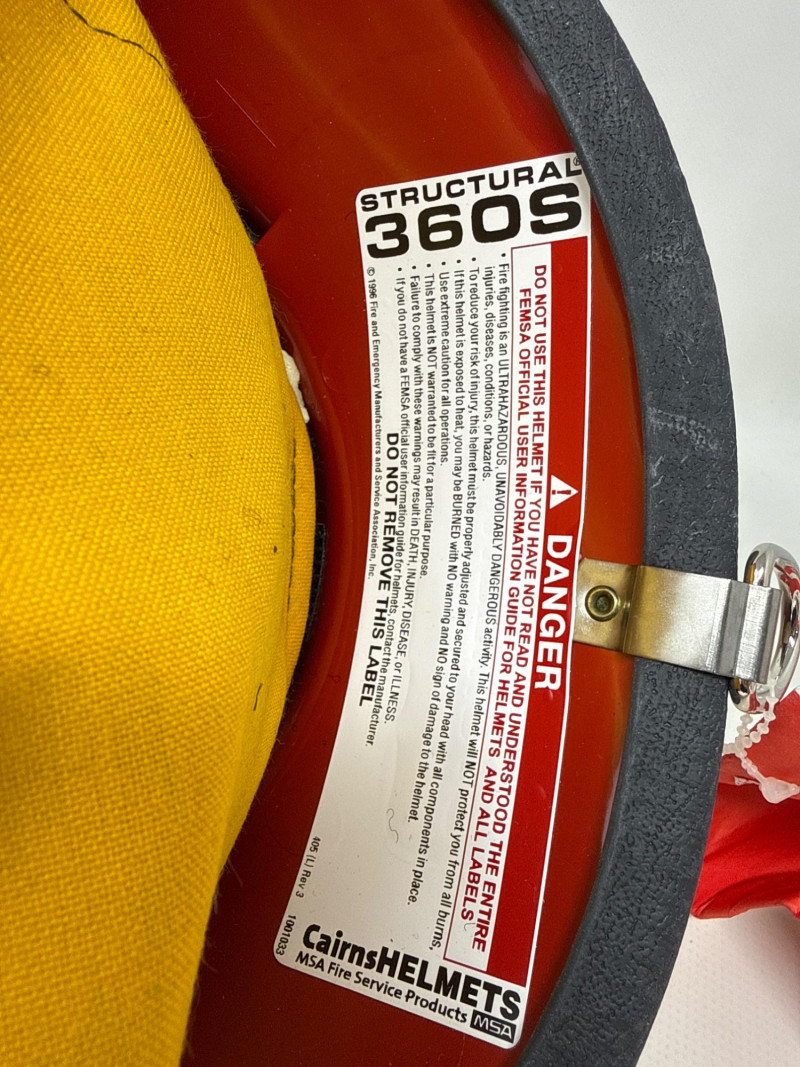 STRUCTURAL®
360S
⚠ DANGER
DO NOT USE THIS HELMET IF YOU HAVE NOT READ AND UNDERSTOOD THE ENTIRE
FEMSA OFFICIAL USER INFORMATION GUIDE FOR HELMETS AND ALL LABELS
• Fire fighting is an ULTRAHAZARDOUS, UNAVOIDABLY DANGEROUS activity. This helmet will NOT protect you from all burns,
injuries, diseases, conditions, or hazards.
• To reduce your risk of injury, this helmet must be properly adjusted and secured to your head with all components in place.
• If this helmet is exposed to heat, you may be BURNED with NO warning and NO sign of damage to the helmet.
• Use extreme caution for all operations.
• This helmet is NOT warranted to be fit for a particular purpose.
• Failure to comply with these warnings may result in DEATH, INJURY, DISEASE, or ILLNESS.
• If you do not have a FEMSA official user information guide for helmets, contact the manufacturer.
DO NOT REMOVE THIS LABEL
© 1996 Fire and Emergency Manufacturers and Service Association, Inc.
105 (L) Rev 3
1001033
CairnsHELMETS
MSA Fire Service Products MSA